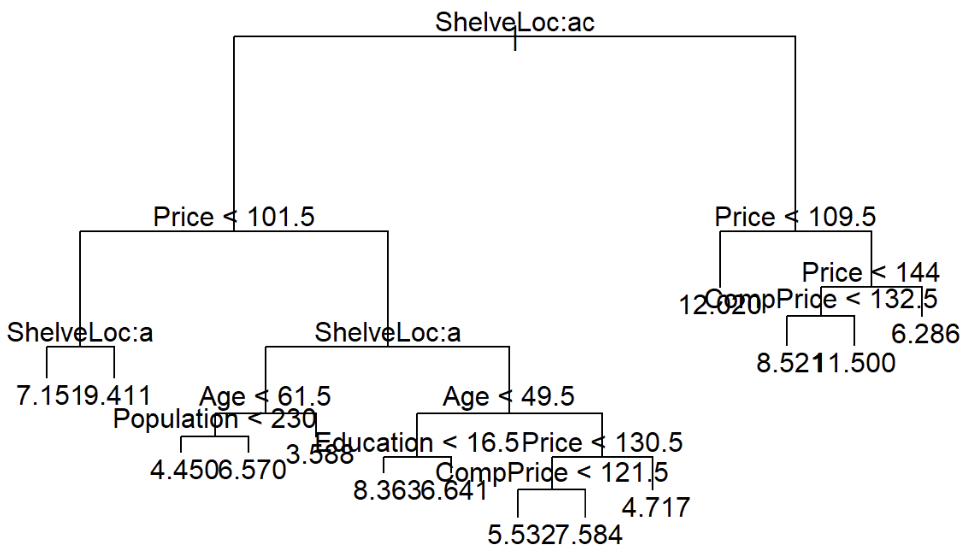 ShelveLoc:ac
Price < 101.5
Price < 109.5
Price < 144
12.020
CompPrice < 132.5
ShelveLoc:a
ShelveLoc:a
6.286
8.521
11.500
7.151
9.411
Age < 61.5
Age < 49.5
Population < 230
3.588
Education < 16.5
Price < 130.5
4.450
6.570
CompPrice < 121.5
8.363
6.641
4.717
5.532
7.584